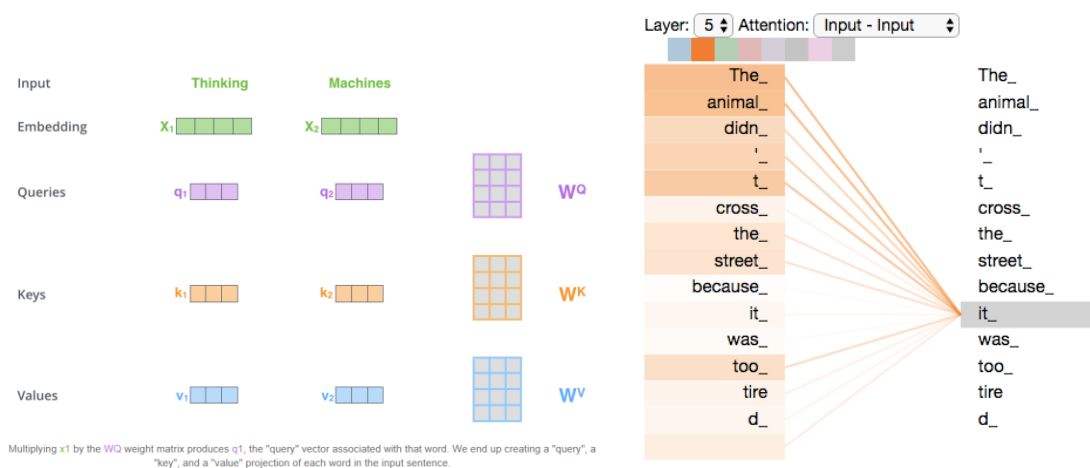 Input Thinking Machines
Embedding X1 X2
Queries q1 q2 WQ
Keys k1 k2 WK
Values v1 v2 WV
Multiplying x1 by the WQ weight matrix produces q1, the "query" vector associated with that word. We end up creating a "query", a
"key", and a "value" projection of each word in the input sentence.
Layer: 5 Attention: Input - Input
The_ The_
animal_ animal_
didn_ didn_
'_ '_
t_ t_
cross_ cross_
the_ the_
street_ street_
because_ because_
it_ it_
was_ was_
too_ too_
tire tire
d_ d_